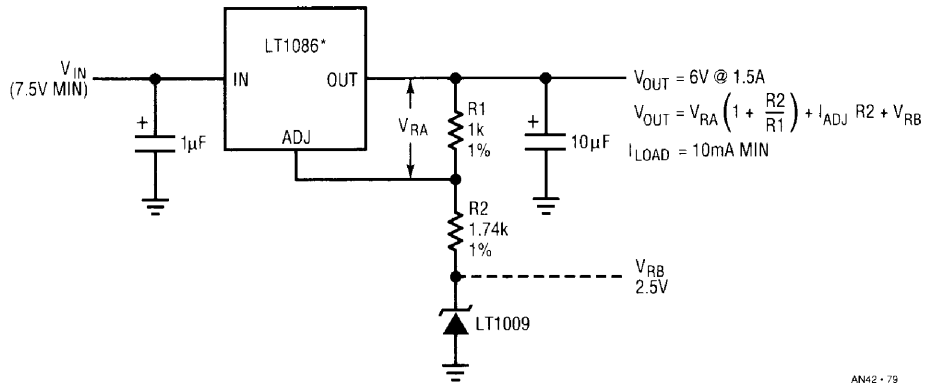 LT1086*
V_IN
(7.5V MIN)
IN
OUT
ADJ
+
1µF
V_RA
R1
1k
1%
+
10µF
V_OUT = 6V @ 1.5A
V_OUT = V_RA (1 + R2/R1) + I_ADJ R2 + V_RB
I_LOAD = 10mA MIN
R2
1.74k
1%
V_RB
2.5V
LT1009
AN42 • 79